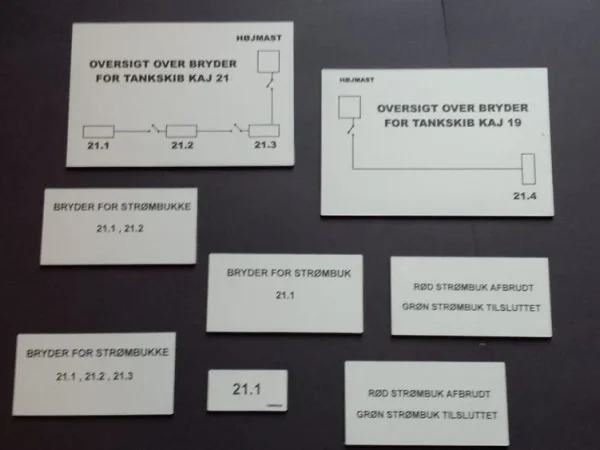 HØJMAST
OVERSIGT OVER BRYDER
FOR TANKSKIB KAJ 21
21.1
21.2
21.3
HØJMAST
OVERSIGT OVER BRYDER
FOR TANKSKIB KAJ 19
21.4
BRYDER FOR STRØMBUKKE
21.1 , 21.2
BRYDER FOR STRØMBUK
21.1
RØD STRØMBUK AFBRUDT
GRØN STRØMBUK TILSLUTTET
BRYDER FOR STRØMBUKKE
21.1 , 21.2 , 21.3
21.1
RØD STRØMBUK AFBRUDT
GRØN STRØMBUK TILSLUTTET